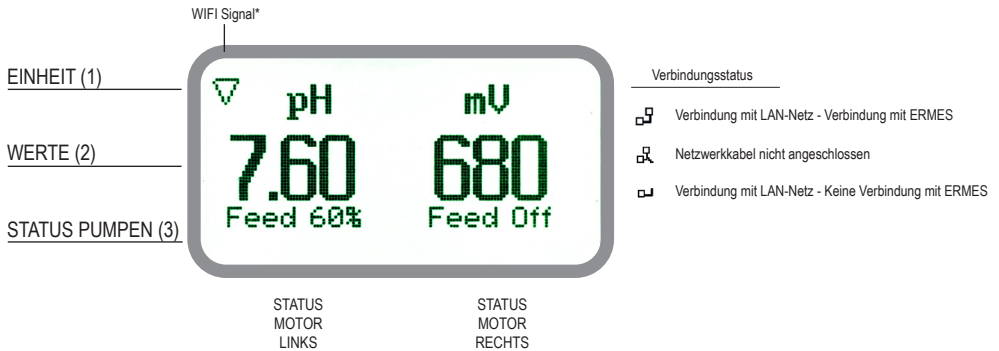 WIFI Signal*
EINHEIT (1)
WERTE (2)
STATUS PUMPEN (3)
pH mV
7.60 680
Feed 60% Feed Off
STATUS
MOTOR
LINKS
STATUS
MOTOR
RECHTS
Verbindungsstatus
Verbindung mit LAN-Netz - Verbindung mit ERMES
Netzwerkkabel nicht angeschlossen
Verbindung mit LAN-Netz - Keine Verbindung mit ERMES